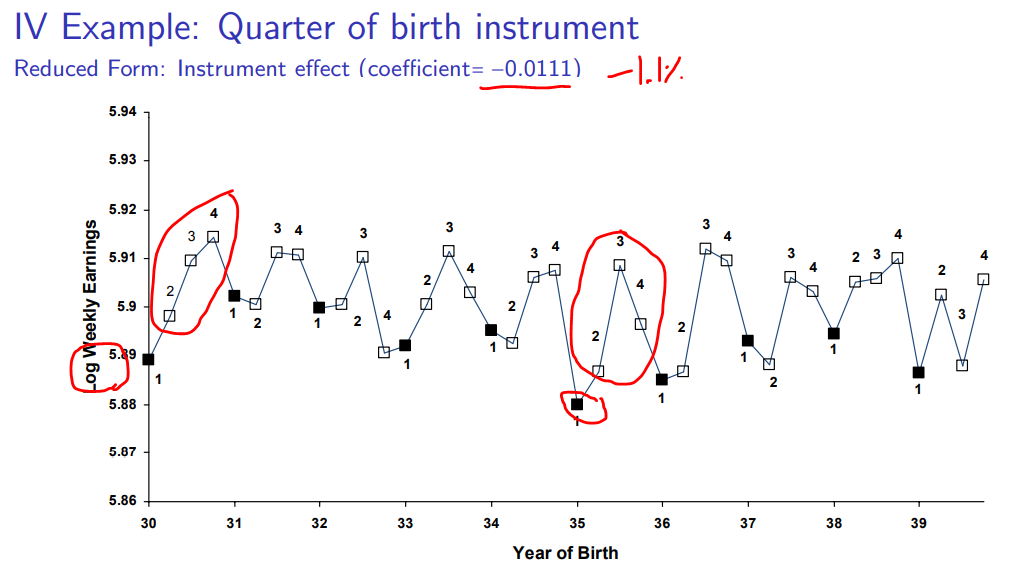 IV Example: Quarter of birth instrument
Reduced Form: Instrument effect (coefficient= −0.0111) −1.1%
Log Weekly Earnings
5.94
5.93
5.92
5.91
5.9
5.89
5.88
5.87
5.86
1 2 3 4 1 2 3 4 1 2 3 4 1 2 3 4 1 2 3 4 1 2 3 4 1 2 3 4 1 2 3 4 1 2 3 4 1 2 3 4
30 31 32 33 34 35 36 37 38 39
Year of Birth